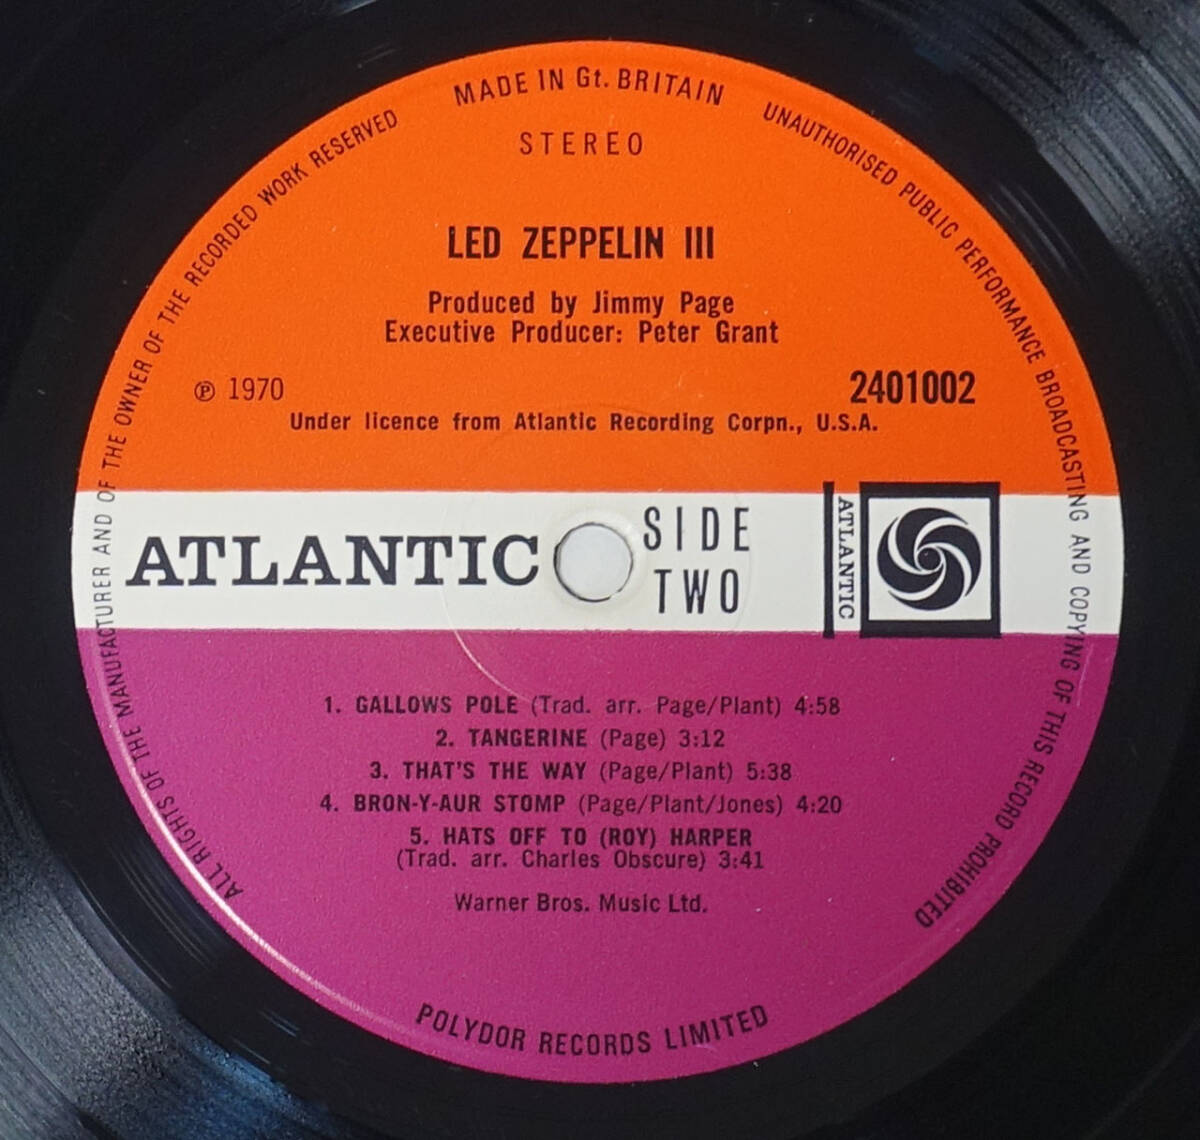 MADE IN Gt. BRITAIN
STEREO
LED ZEPPELIN III
Produced by Jimmy Page
Executive Producer: Peter Grant
℗ 1970
2401002
Under licence from Atlantic Recording Corpn., U.S.A.
ATLANTIC
SIDE
TWO
ATLANTIC
1. GALLOWS POLE (Trad. arr. Page/Plant) 4:58
2. TANGERINE (Page) 3:12
3. THAT'S THE WAY (Page/Plant) 5:38
4. BRON-Y-AUR STOMP (Page/Plant/Jones) 4:20
5. HATS OFF TO (ROY) HARPER
(Trad. arr. Charles Obscure) 3:41
Warner Bros. Music Ltd.
POLYDOR RECORDS LIMITED
ALL RIGHTS OF THE MANUFACTURER AND OF THE OWNER OF THE RECORDED WORK RESERVED
UNAUTHORISED PUBLIC PERFORMANCE BROADCASTING AND COPYING OF THIS RECORD PROHIBITED